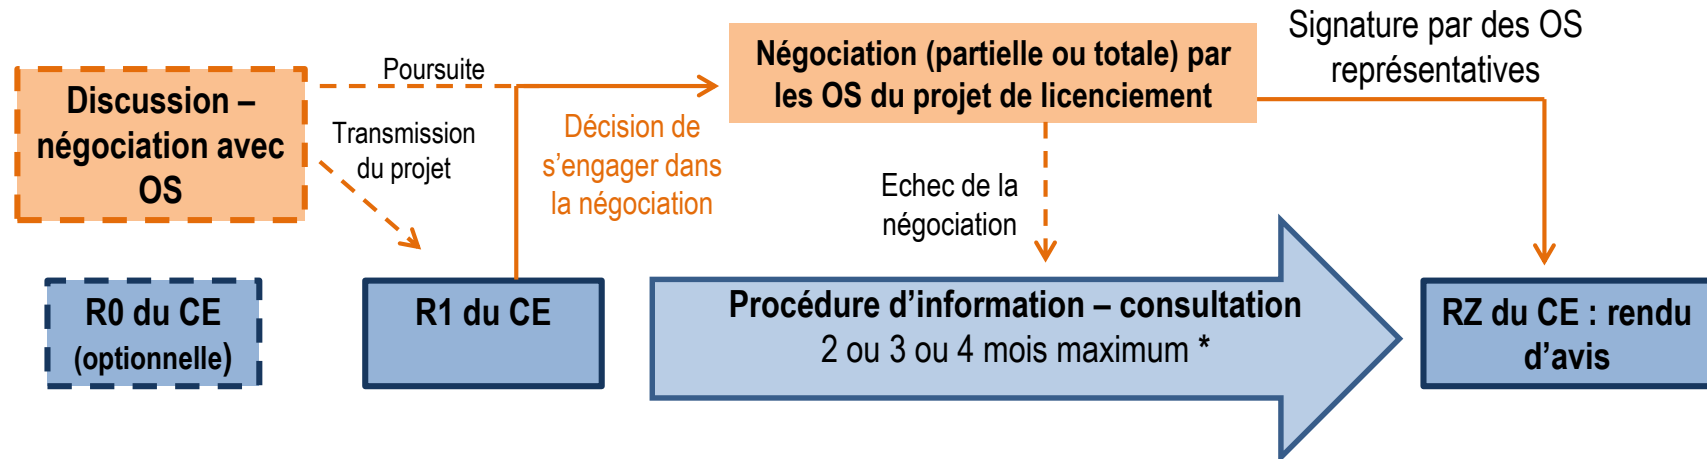 Discussion –
négociation avec
OS
Poursuite
Transmission
du projet
Décision de
s’engager dans
la négociation
Négociation (partielle ou totale) par
les OS du projet de licenciement
Signature par des OS
représentatives
Echec de la
négociation
R0 du CE
(optionnelle)
R1 du CE
Procédure d’information – consultation
2 ou 3 ou 4 mois maximum *
RZ du CE : rendu
d’avis